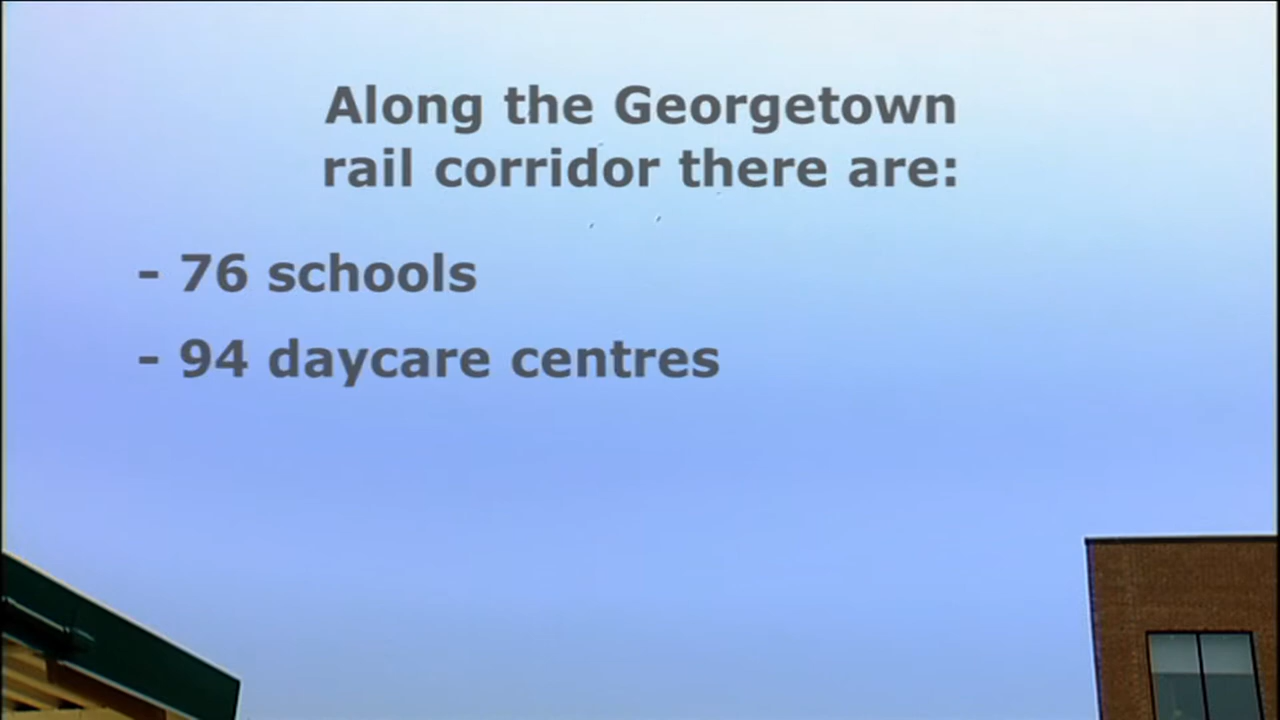 Along the Georgetown
rail corridor there are:
- 76 schools
- 94 daycare centres